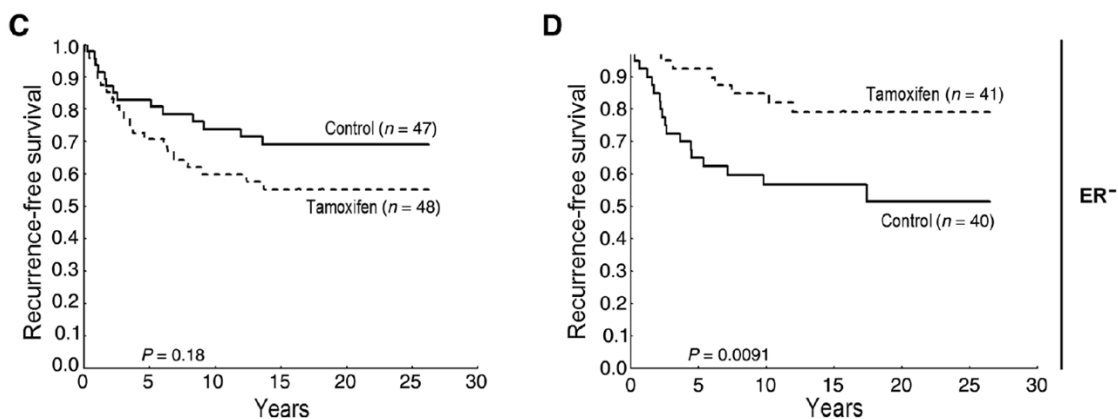 C
Recurrence-free survival
1.0
0.9
0.8
0.7
0.6
0.5
0.4
0.3
0.2
0.1
0.0
Control (n = 47)
Tamoxifen (n = 48)
P = 0.18
0 5 10 15 20 25 30
Years
D
Recurrence-free survival
0.9
0.8
0.7
0.6
0.5
0.4
0.3
0.2
0.1
0.0
Tamoxifen (n = 41)
Control (n = 40)
P = 0.0091
0 5 10 15 20 25 30
Years
ER⁻